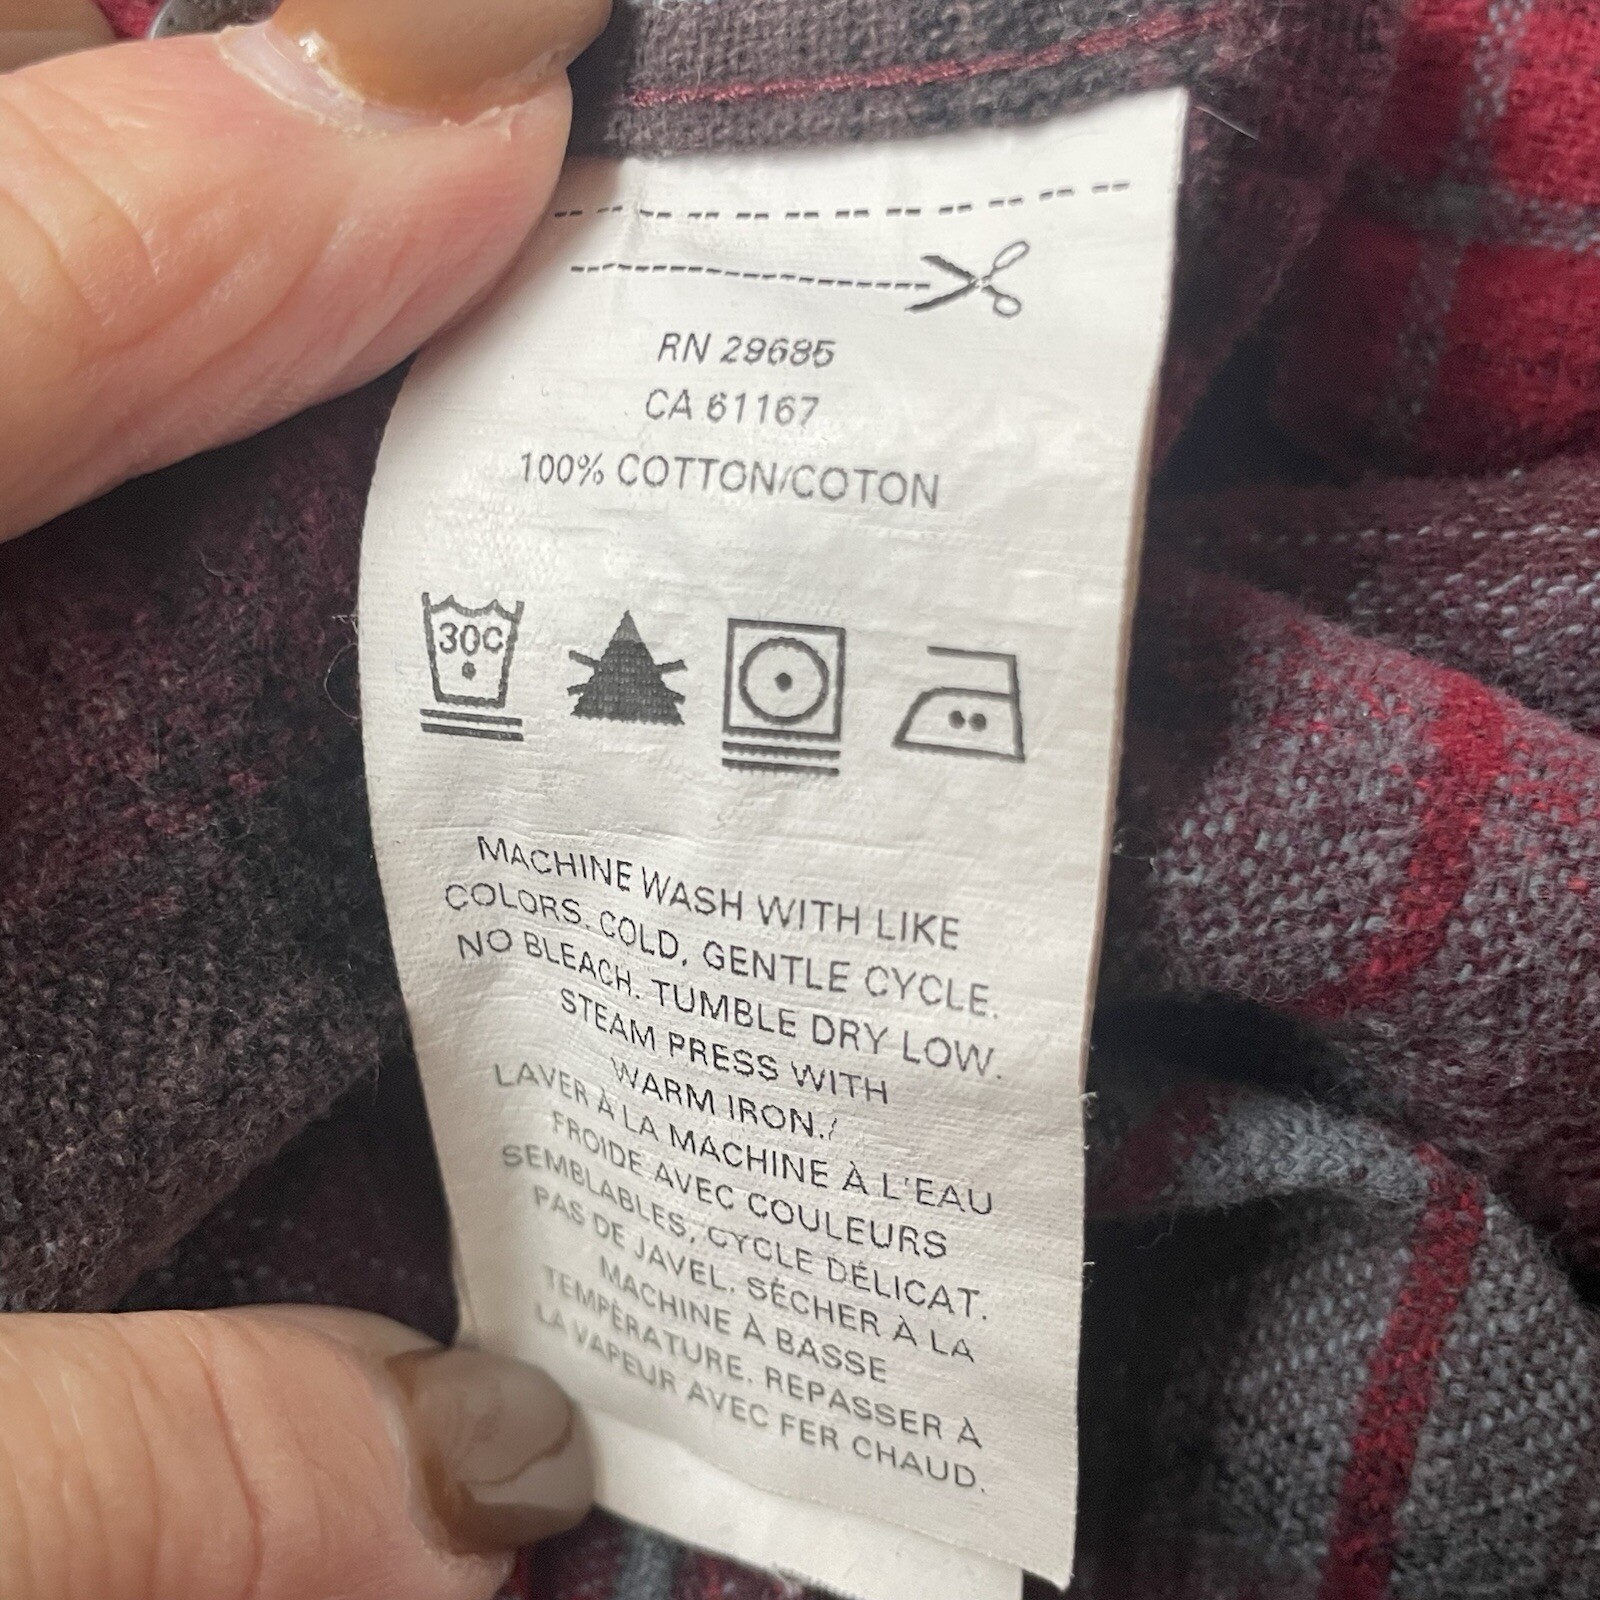 RN 29685
CA 61167
100% COTTON/COTON
30C
MACHINE WASH WITH LIKE
COLORS. COLD, GENTLE CYCLE.
NO BLEACH. TUMBLE DRY LOW.
STEAM PRESS WITH
WARM IRON./
LAVER À LA MACHINE À L'EAU
FROIDE AVEC COULEURS
SEMBLABLES, CYCLE DÉLICAT.
PAS DE JAVEL. SÉCHER À LA
MACHINE À BASSE
TEMPÉRATURE. REPASSER À
LA VAPEUR AVEC FER CHAUD.